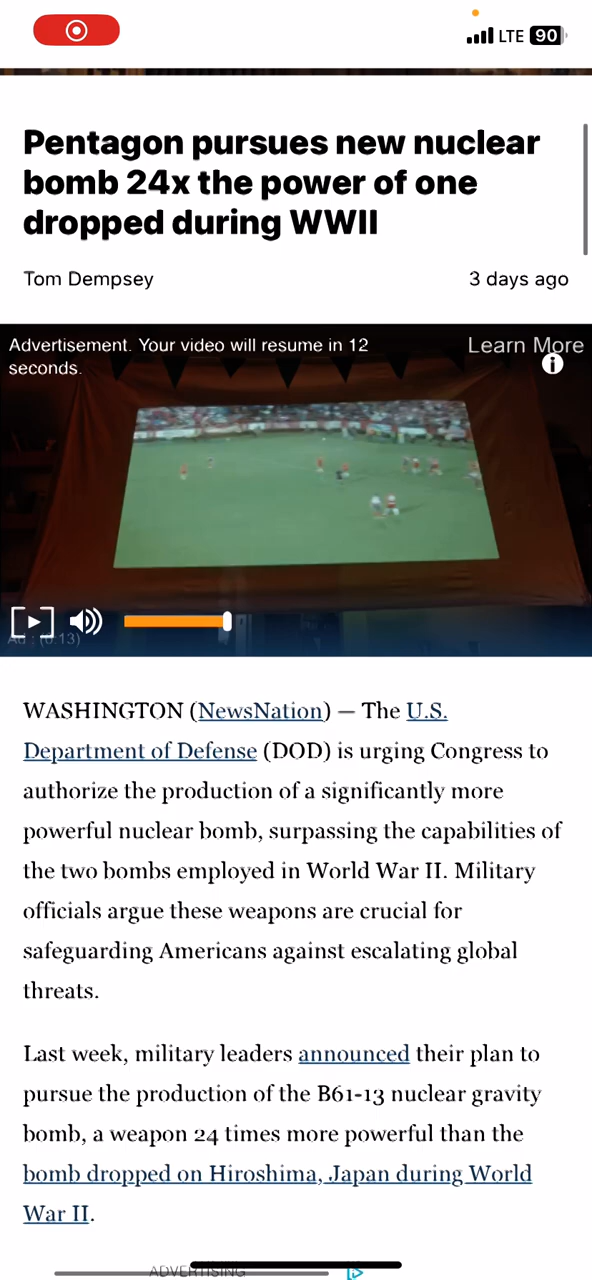 LTE 90
Pentagon pursues new nuclear
bomb 24x the power of one
dropped during WWII
Tom Dempsey 3 days ago
Advertisement. Your video will resume in 12
seconds.
Learn More
Ad : (0:13)
WASHINGTON (NewsNation) — The U.S.
Department of Defense (DOD) is urging Congress to
authorize the production of a significantly more
powerful nuclear bomb, surpassing the capabilities of
the two bombs employed in World War II. Military
officials argue these weapons are crucial for
safeguarding Americans against escalating global
threats.
Last week, military leaders announced their plan to
pursue the production of the B61-13 nuclear gravity
bomb, a weapon 24 times more powerful than the
bomb dropped on Hiroshima, Japan during World
War II.
ADVERTISING